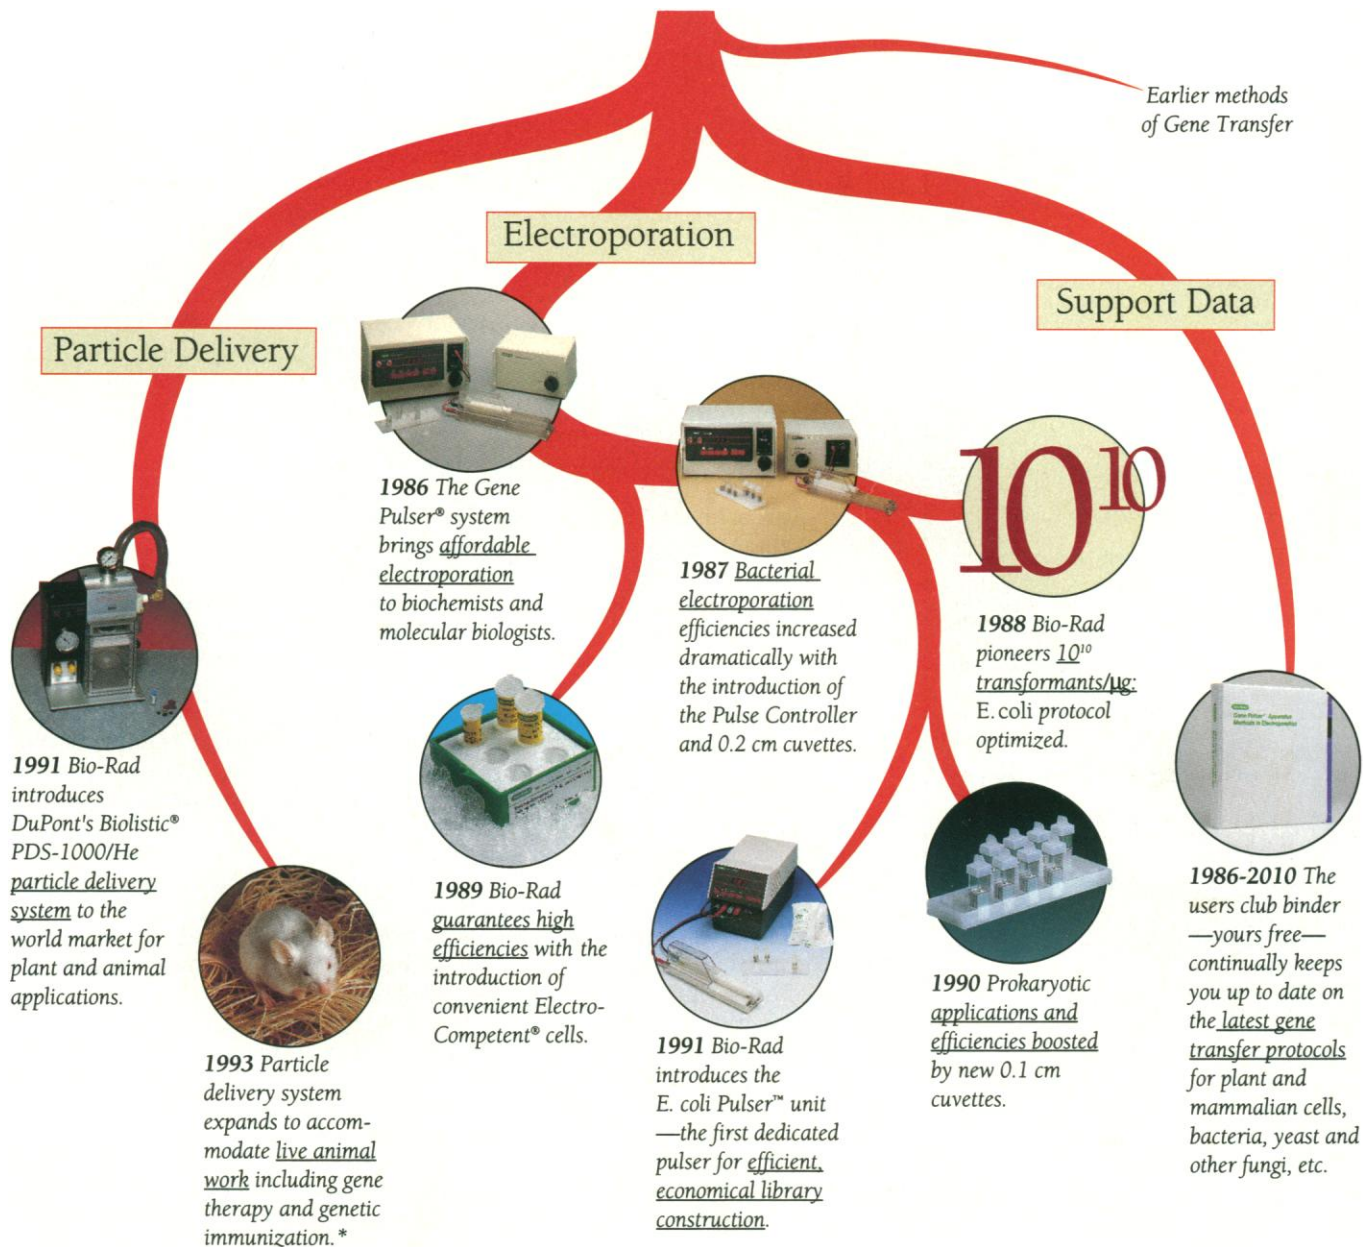 Earlier methods
of Gene Transfer
Electroporation
Support Data
Particle Delivery
1986 The Gene
Pulser® system
brings affordable
electroporation
to biochemists and
molecular biologists.
1987 Bacterial
electroporation
efficiencies increased
dramatically with
the introduction of
the Pulse Controller
and 0.2 cm cuvettes.
10¹⁰
1988 Bio-Rad
pioneers 10¹⁰
transformants/µg:
E. coli protocol
optimized.
1991 Bio-Rad
introduces
DuPont's Biolistic®
PDS-1000/He
particle delivery
system to the
world market for
plant and animal
applications.
1989 Bio-Rad
guarantees high
efficiencies with the
introduction of
convenient Electro-
Competent® cells.
Gene Pulser™ Apparatus
Methods in Electroporation
1986-2010 The
users club binder
—yours free—
continually keeps
you up to date on
the latest gene
transfer protocols
for plant and
mammalian cells,
bacteria, yeast and
other fungi, etc.
1990 Prokaryotic
applications and
efficiencies boosted
by new 0.1 cm
cuvettes.
1993 Particle
delivery system
expands to accom-
modate live animal
work including gene
therapy and genetic
immunization.*
1991 Bio-Rad
introduces the
E. coli Pulser™ unit
—the first dedicated
pulser for efficient,
economical library
construction.